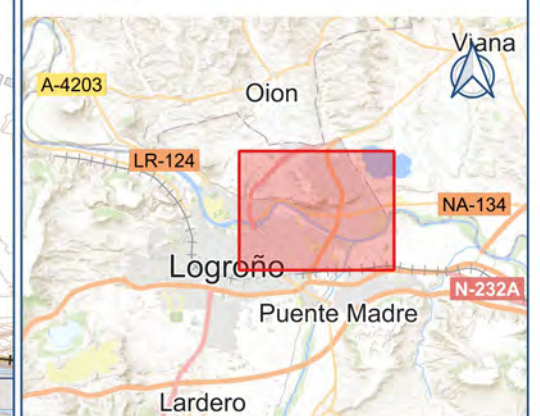 Viana
A-4203
Oion
LR-124
NA-134
Logroño
N-232A
Puente Madre
Lardero